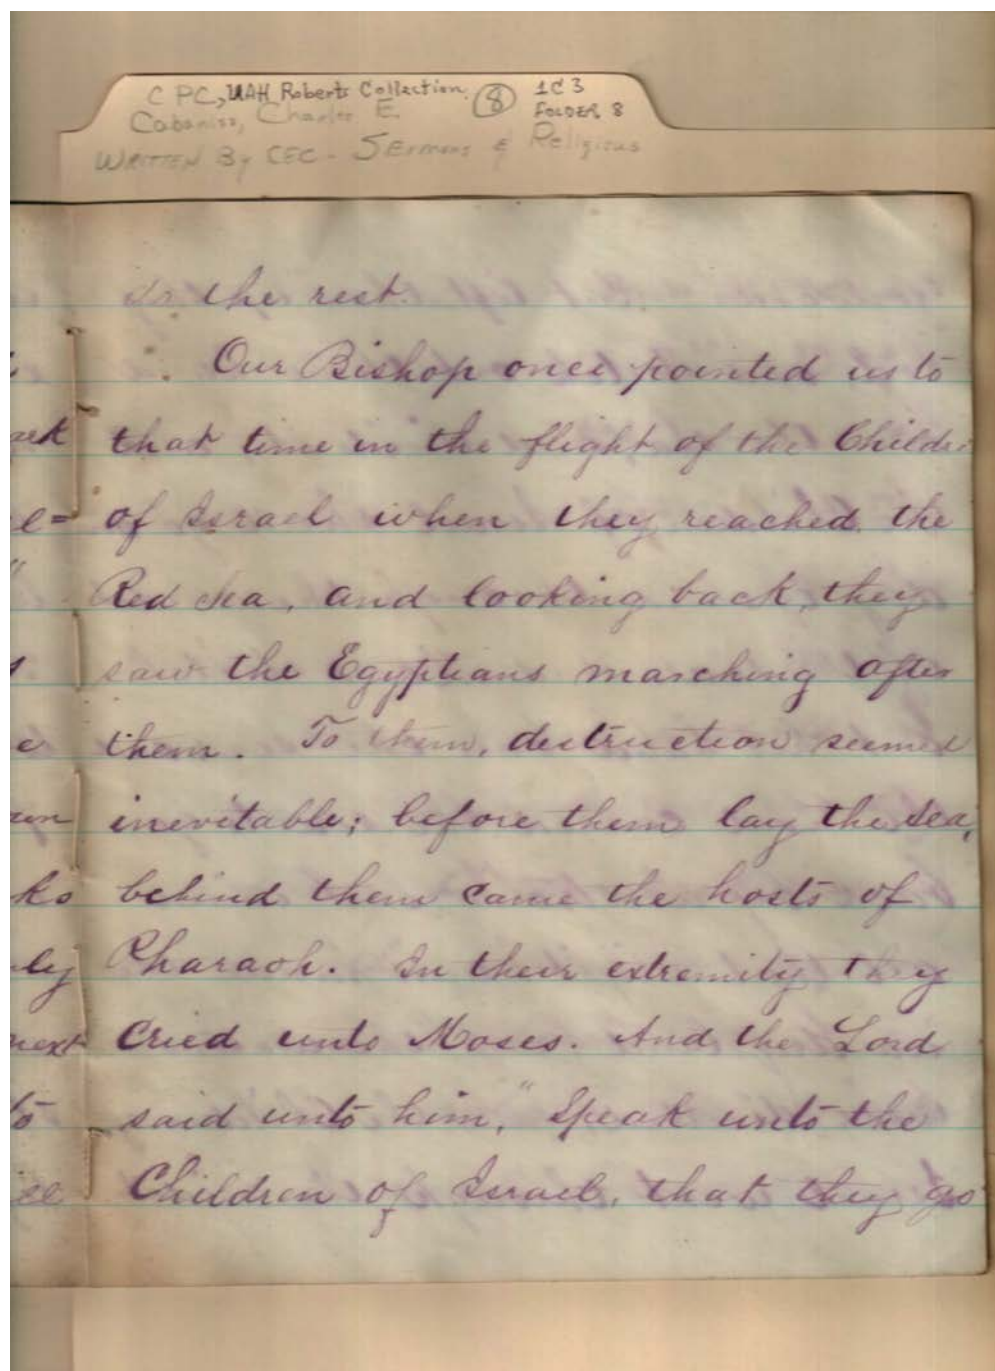 CPC, UAH Roberts Collection ⑧ 1C3
Cabaniss, Charles E. FOLDER 8
WRITTEN By CEC - SErmons & Religious
the rest.
Our Bishop once pointed us to
that time in the flight of the Childr
of Israel when they reached the
Red Sea, and looking back, they
saw the Egyptians marching after
them. To them, destruction seemed
inevitable; before them lay the Sea,
behind them came the hosts of
Pharaoh. In their extremity they
Cried unto Moses. And the Lord
said unto him, "Speak unto the
Children of Israel, that they go